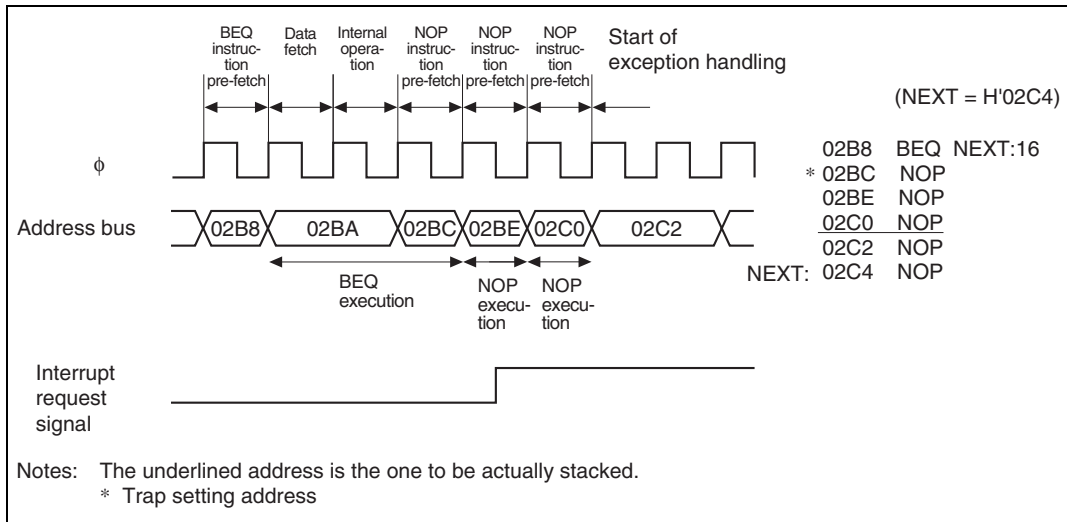 BEQ instruc-tion pre-fetch
Data fetch
Internal opera-tion
NOP instruc-tion pre-fetch
NOP instruc-tion pre-fetch
NOP instruc-tion pre-fetch
Start of
exception handling
(NEXT = H'02C4)
ϕ
Address bus
02B8 02BA 02BC 02BE 02C0 02C2
BEQ
execution
NOP execu-tion
NOP execu-tion
02B8 BEQ NEXT:16
* 02BC NOP
02BE NOP
02C0 NOP
02C2 NOP
NEXT: 02C4 NOP
Interrupt
request
signal
Notes: The underlined address is the one to be actually stacked.
* Trap setting address